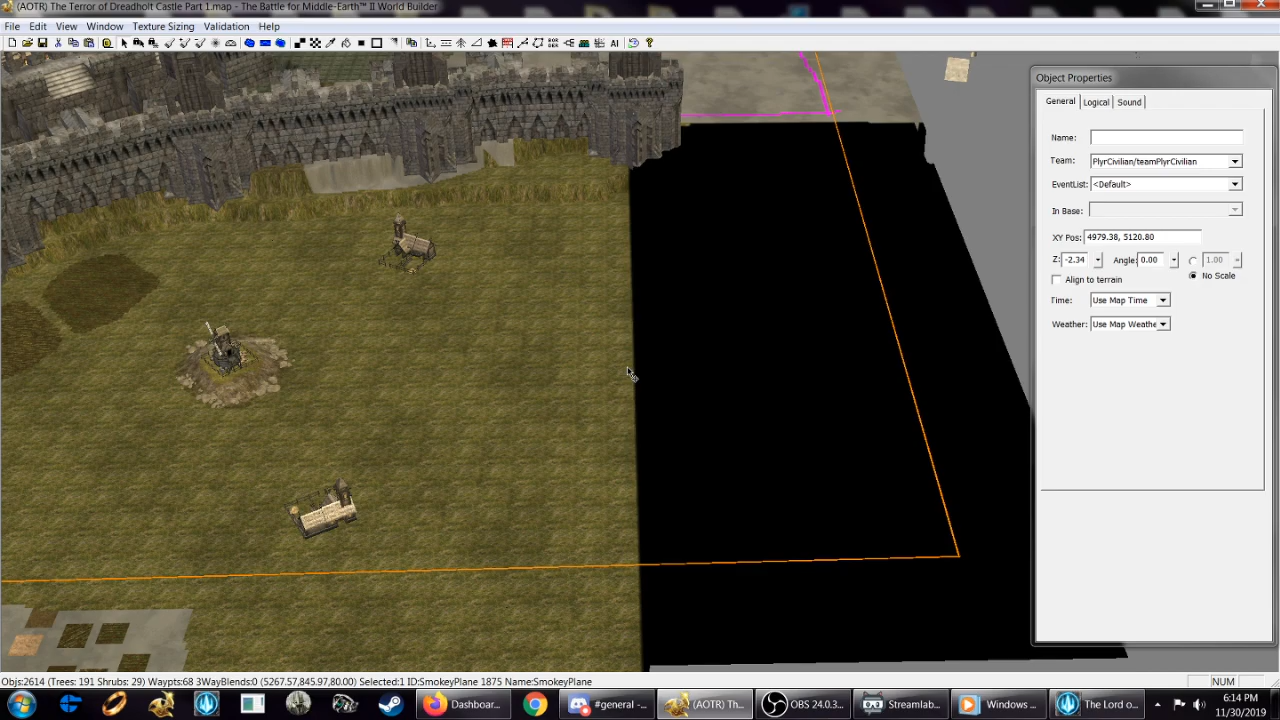 (AOTR) The Terror of Dreadholt Castle Part 1.map - The Battle for Middle-Earth™ II World Builder
File Edit View Window Texture Sizing Validation Help
AI
Object Properties
General Logical Sound
Name:
Team: PlyrCivilian/teamPlyrCivilian
EventList: <Default>
In Base:
XY Pos: 4979.38, 5120.80
Z: -2.34 Angle: 0.00 1.00
No Scale
Align to terrain
Time: Use Map Time
Weather: Use Map Weathe
Objs:2614 (Trees: 191 Shrubs: 29) Waypts:68 3WayBlends:0 (5267.57,845.97,80.00) Selected:1 ID:SmokeyPlane 1875 Name:SmokeyPlane
NUM
Dashboar...
#general -...
(AOTR) Th...
OBS 24.0.3...
Streamlab...
Windows ...
The Lord o...
6:14 PM
11/30/2019